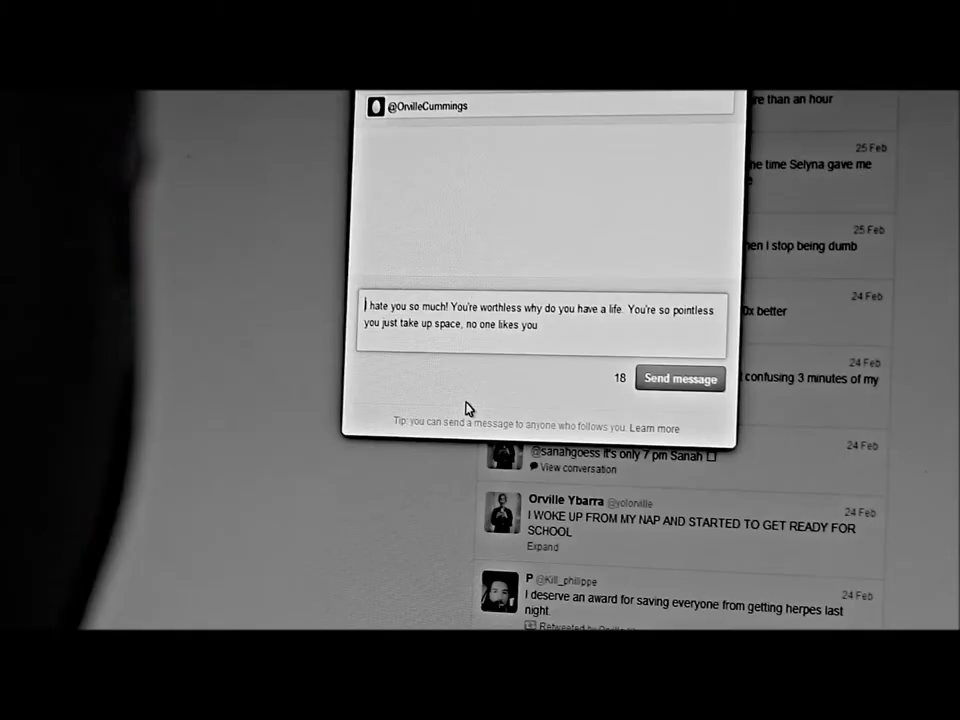 @OrvilleCummings
re than an hour
25 Feb
he time Selyna gave me
25 Feb
hen I stop being dumb
24 Feb
0x better
24 Feb
confusing 3 minutes of my
I hate you so much! You're worthless why do you have a life. You're so pointless
you just take up space, no one likes you
18
Send message
Tip: you can send a message to anyone who follows you. Learn more
24 Feb
@sanahgoess it's only 7 pm Sanah
View conversation
Orville Ybarra @yolorville
24 Feb
I WOKE UP FROM MY NAP AND STARTED TO GET READY FOR
SCHOOL
Expand
P @Kill_philippe
24 Feb
I deserve an award for saving everyone from getting herpes last
night.
Retweeted by